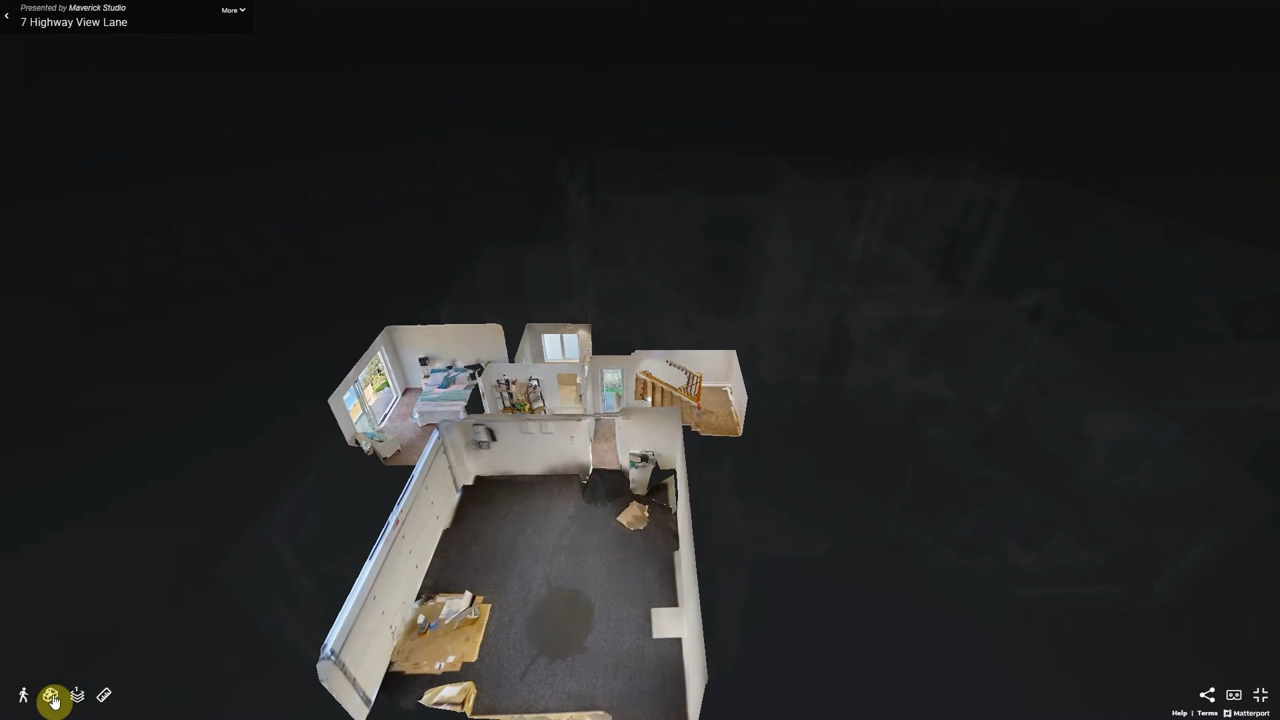 Presented by Maverick Studio
More
7 Highway View Lane
Help | Terms
Matterport